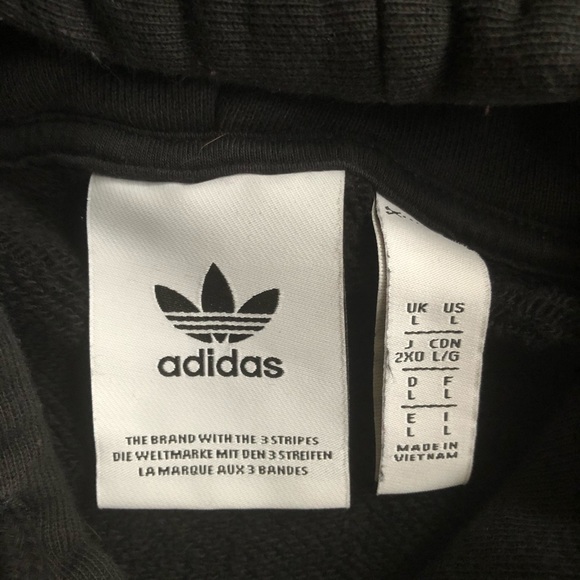 adidas
THE BRAND WITH THE 3 STRIPES
DIE WELTMARKE MIT DEN 3 STREIFEN
LA MARQUE AUX 3 BANDES
UK US
L L
J CDN
2XO L/G
D F
L L
E I
L L
MADE IN
VIETNAM